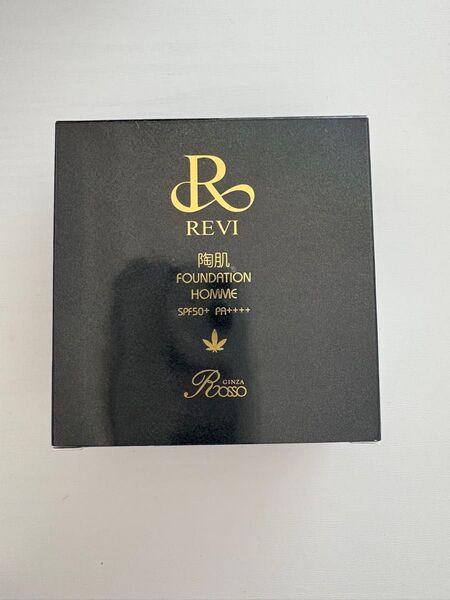 R
REVI
陶肌
FOUNDATION
HOMME
SPF50+ PA++++
GINZA
Rosso